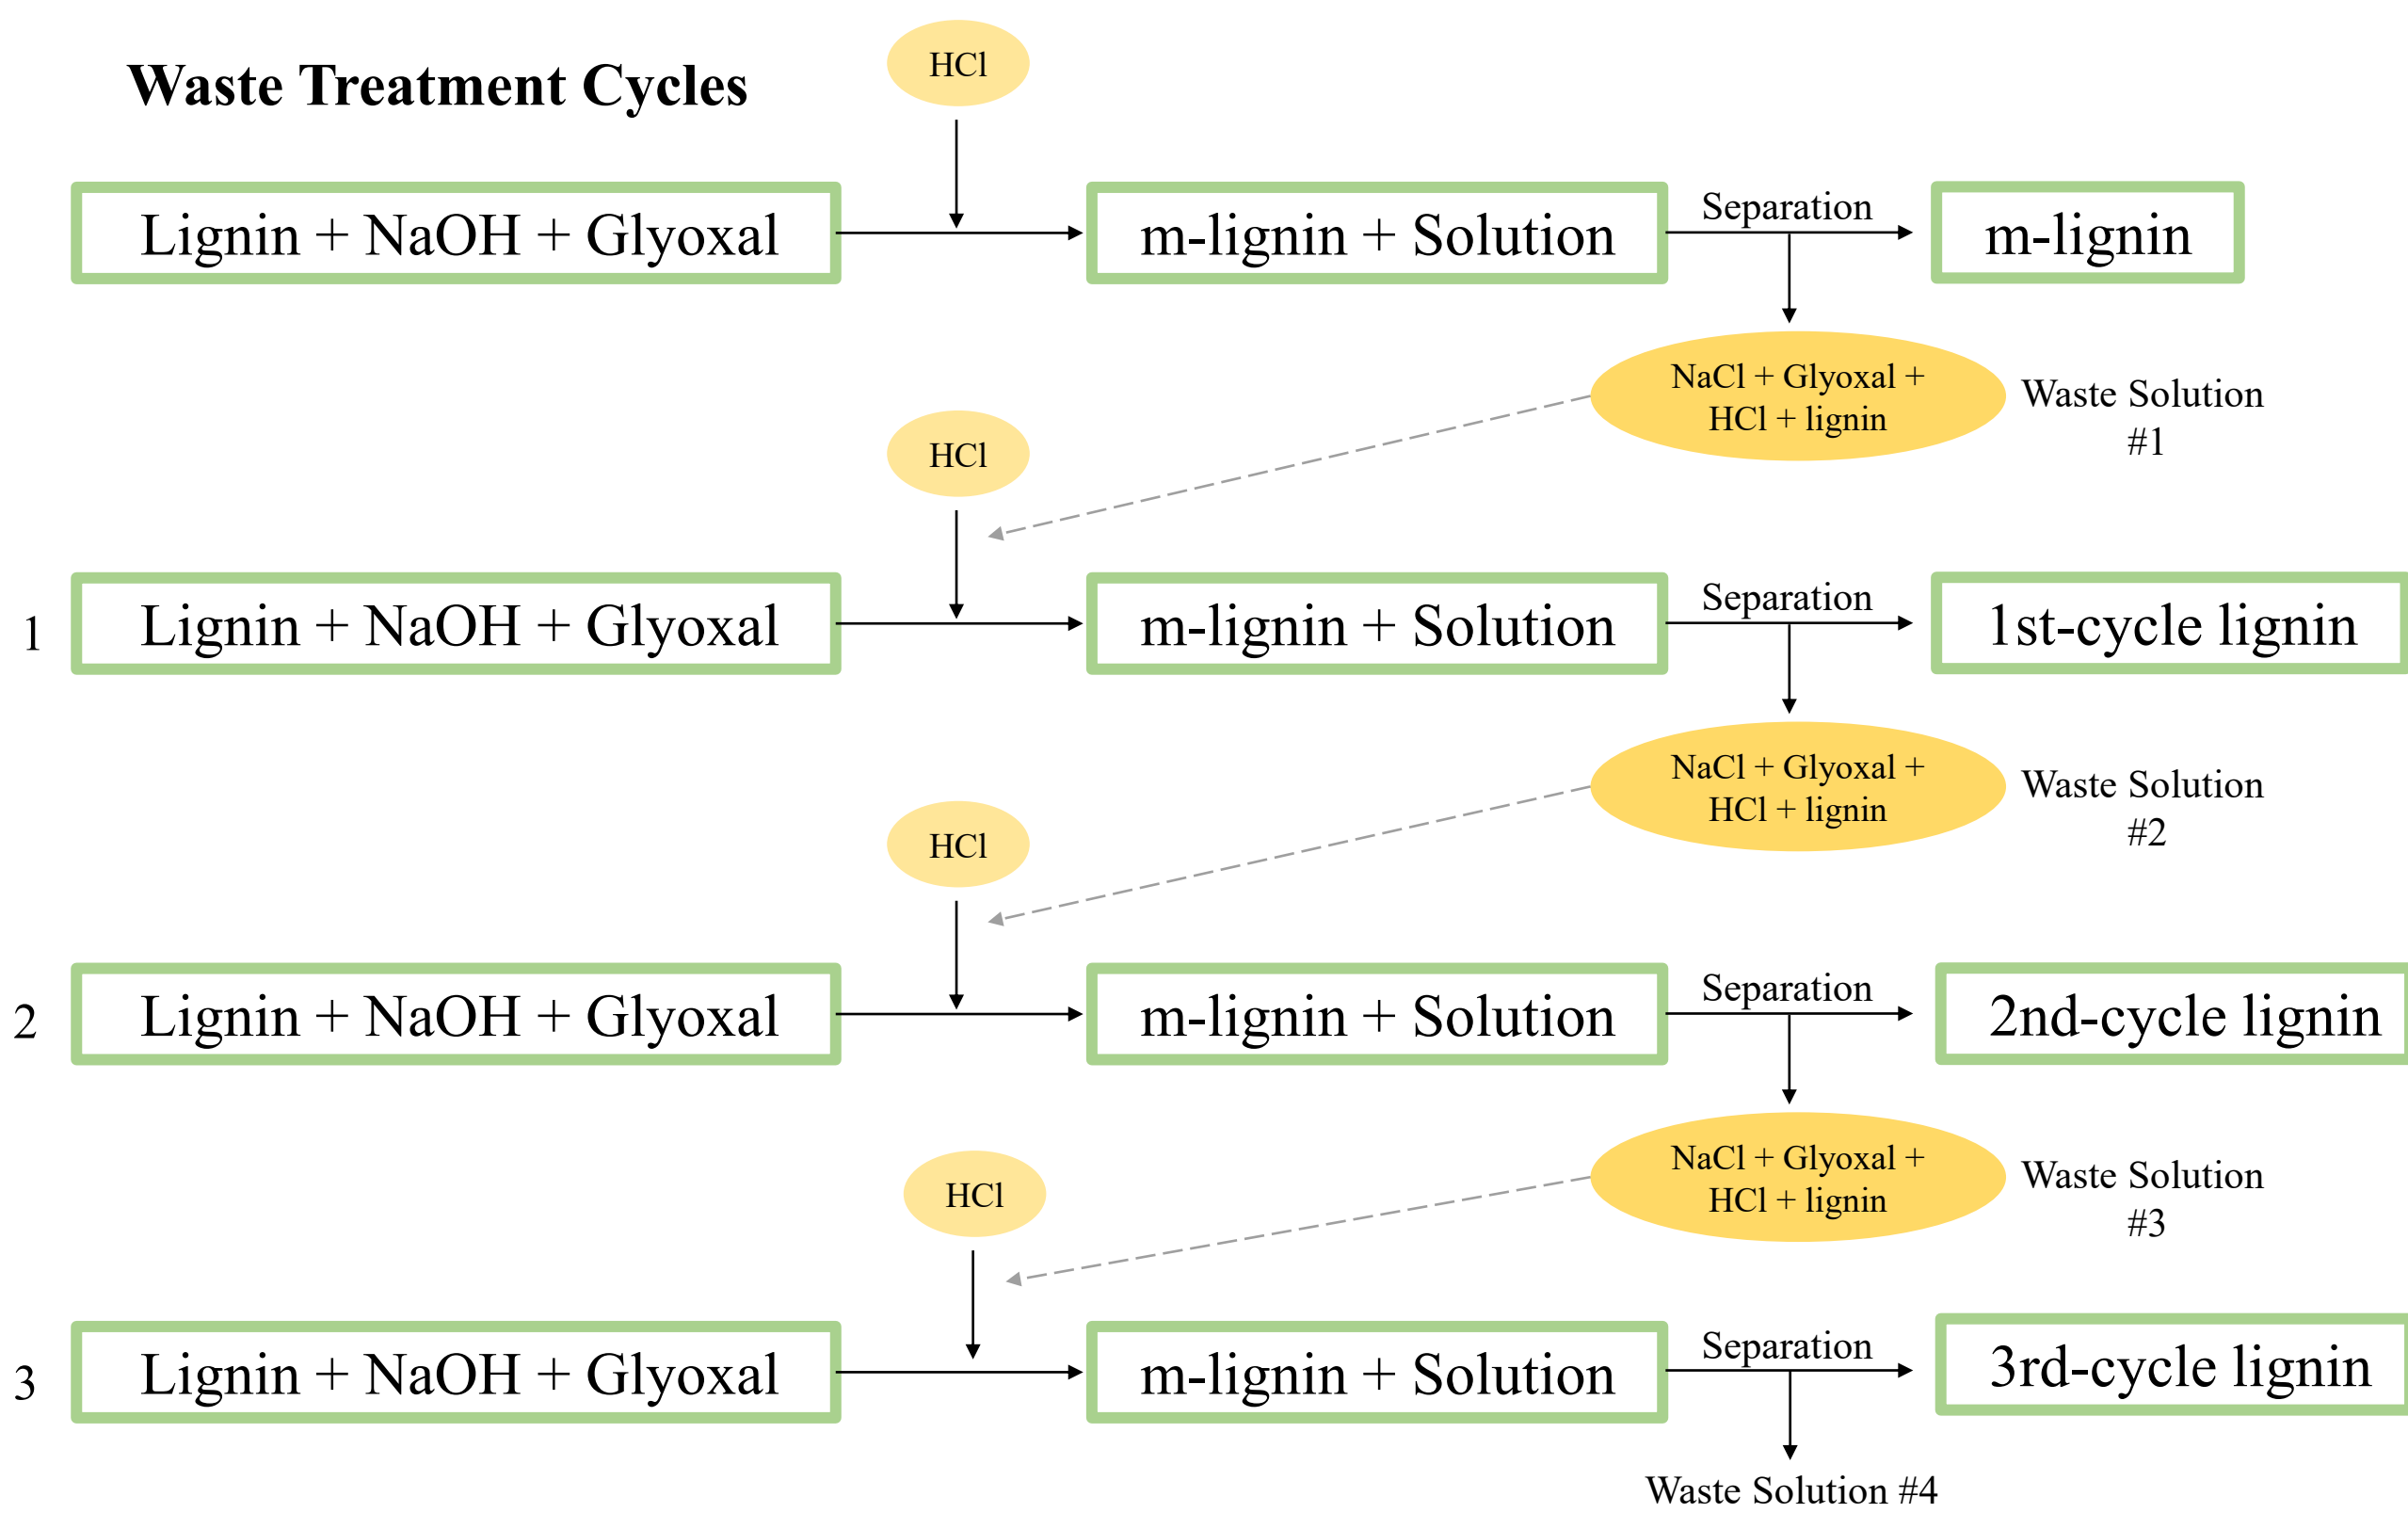 Waste Treatment Cycles
HCl
Lignin + NaOH + Glyoxal
m-lignin + Solution
Separation
m-lignin
NaCl + Glyoxal +
HCl + lignin
Waste Solution
#1
HCl
1
Lignin + NaOH + Glyoxal
m-lignin + Solution
Separation
1st-cycle lignin
NaCl + Glyoxal +
HCl + lignin
Waste Solution
#2
HCl
2
Lignin + NaOH + Glyoxal
m-lignin + Solution
Separation
2nd-cycle lignin
NaCl + Glyoxal +
HCl + lignin
Waste Solution
#3
HCl
3
Lignin + NaOH + Glyoxal
m-lignin + Solution
Separation
3rd-cycle lignin
Waste Solution #4